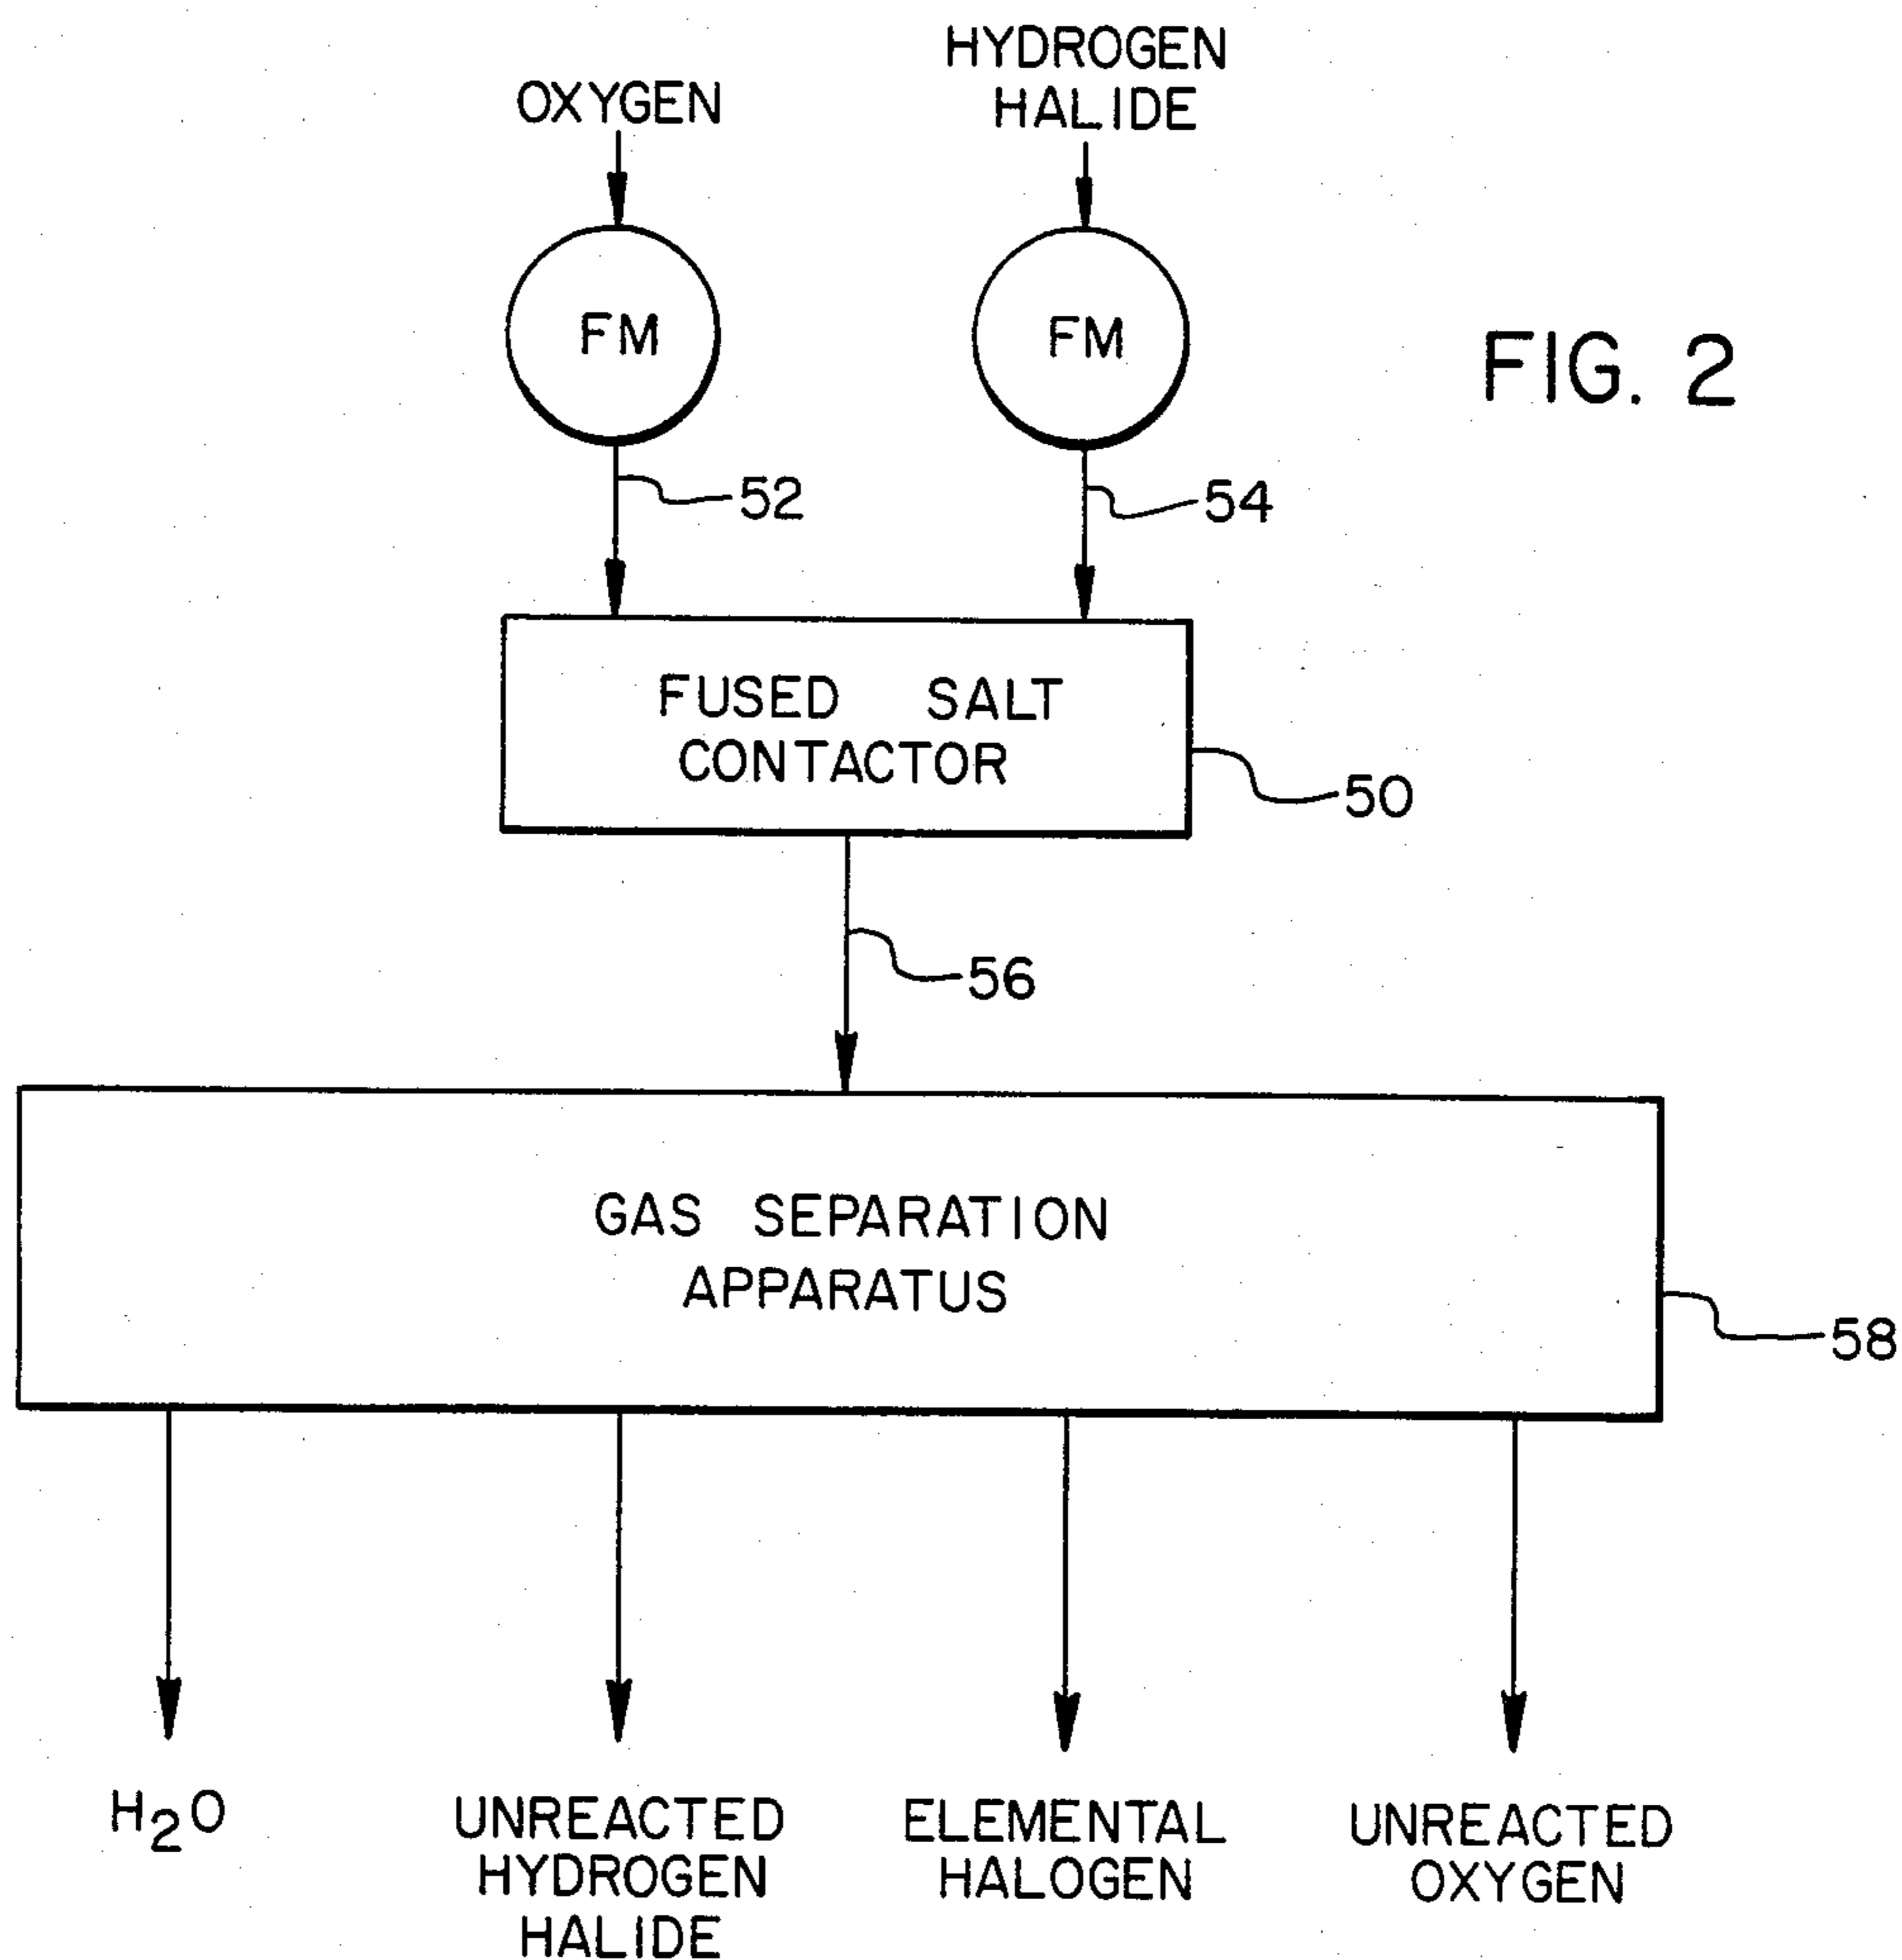 HYDROGEN
HALIDE
OXYGEN
FM
FM
FIG. 2
52
54
FUSED SALT
CONTACTOR
50
56
GAS SEPARATION
APPARATUS
58
H₂O
UNREACTED
HYDROGEN
HALIDE
ELEMENTAL
HALOGEN
UNREACTED
OXYGEN